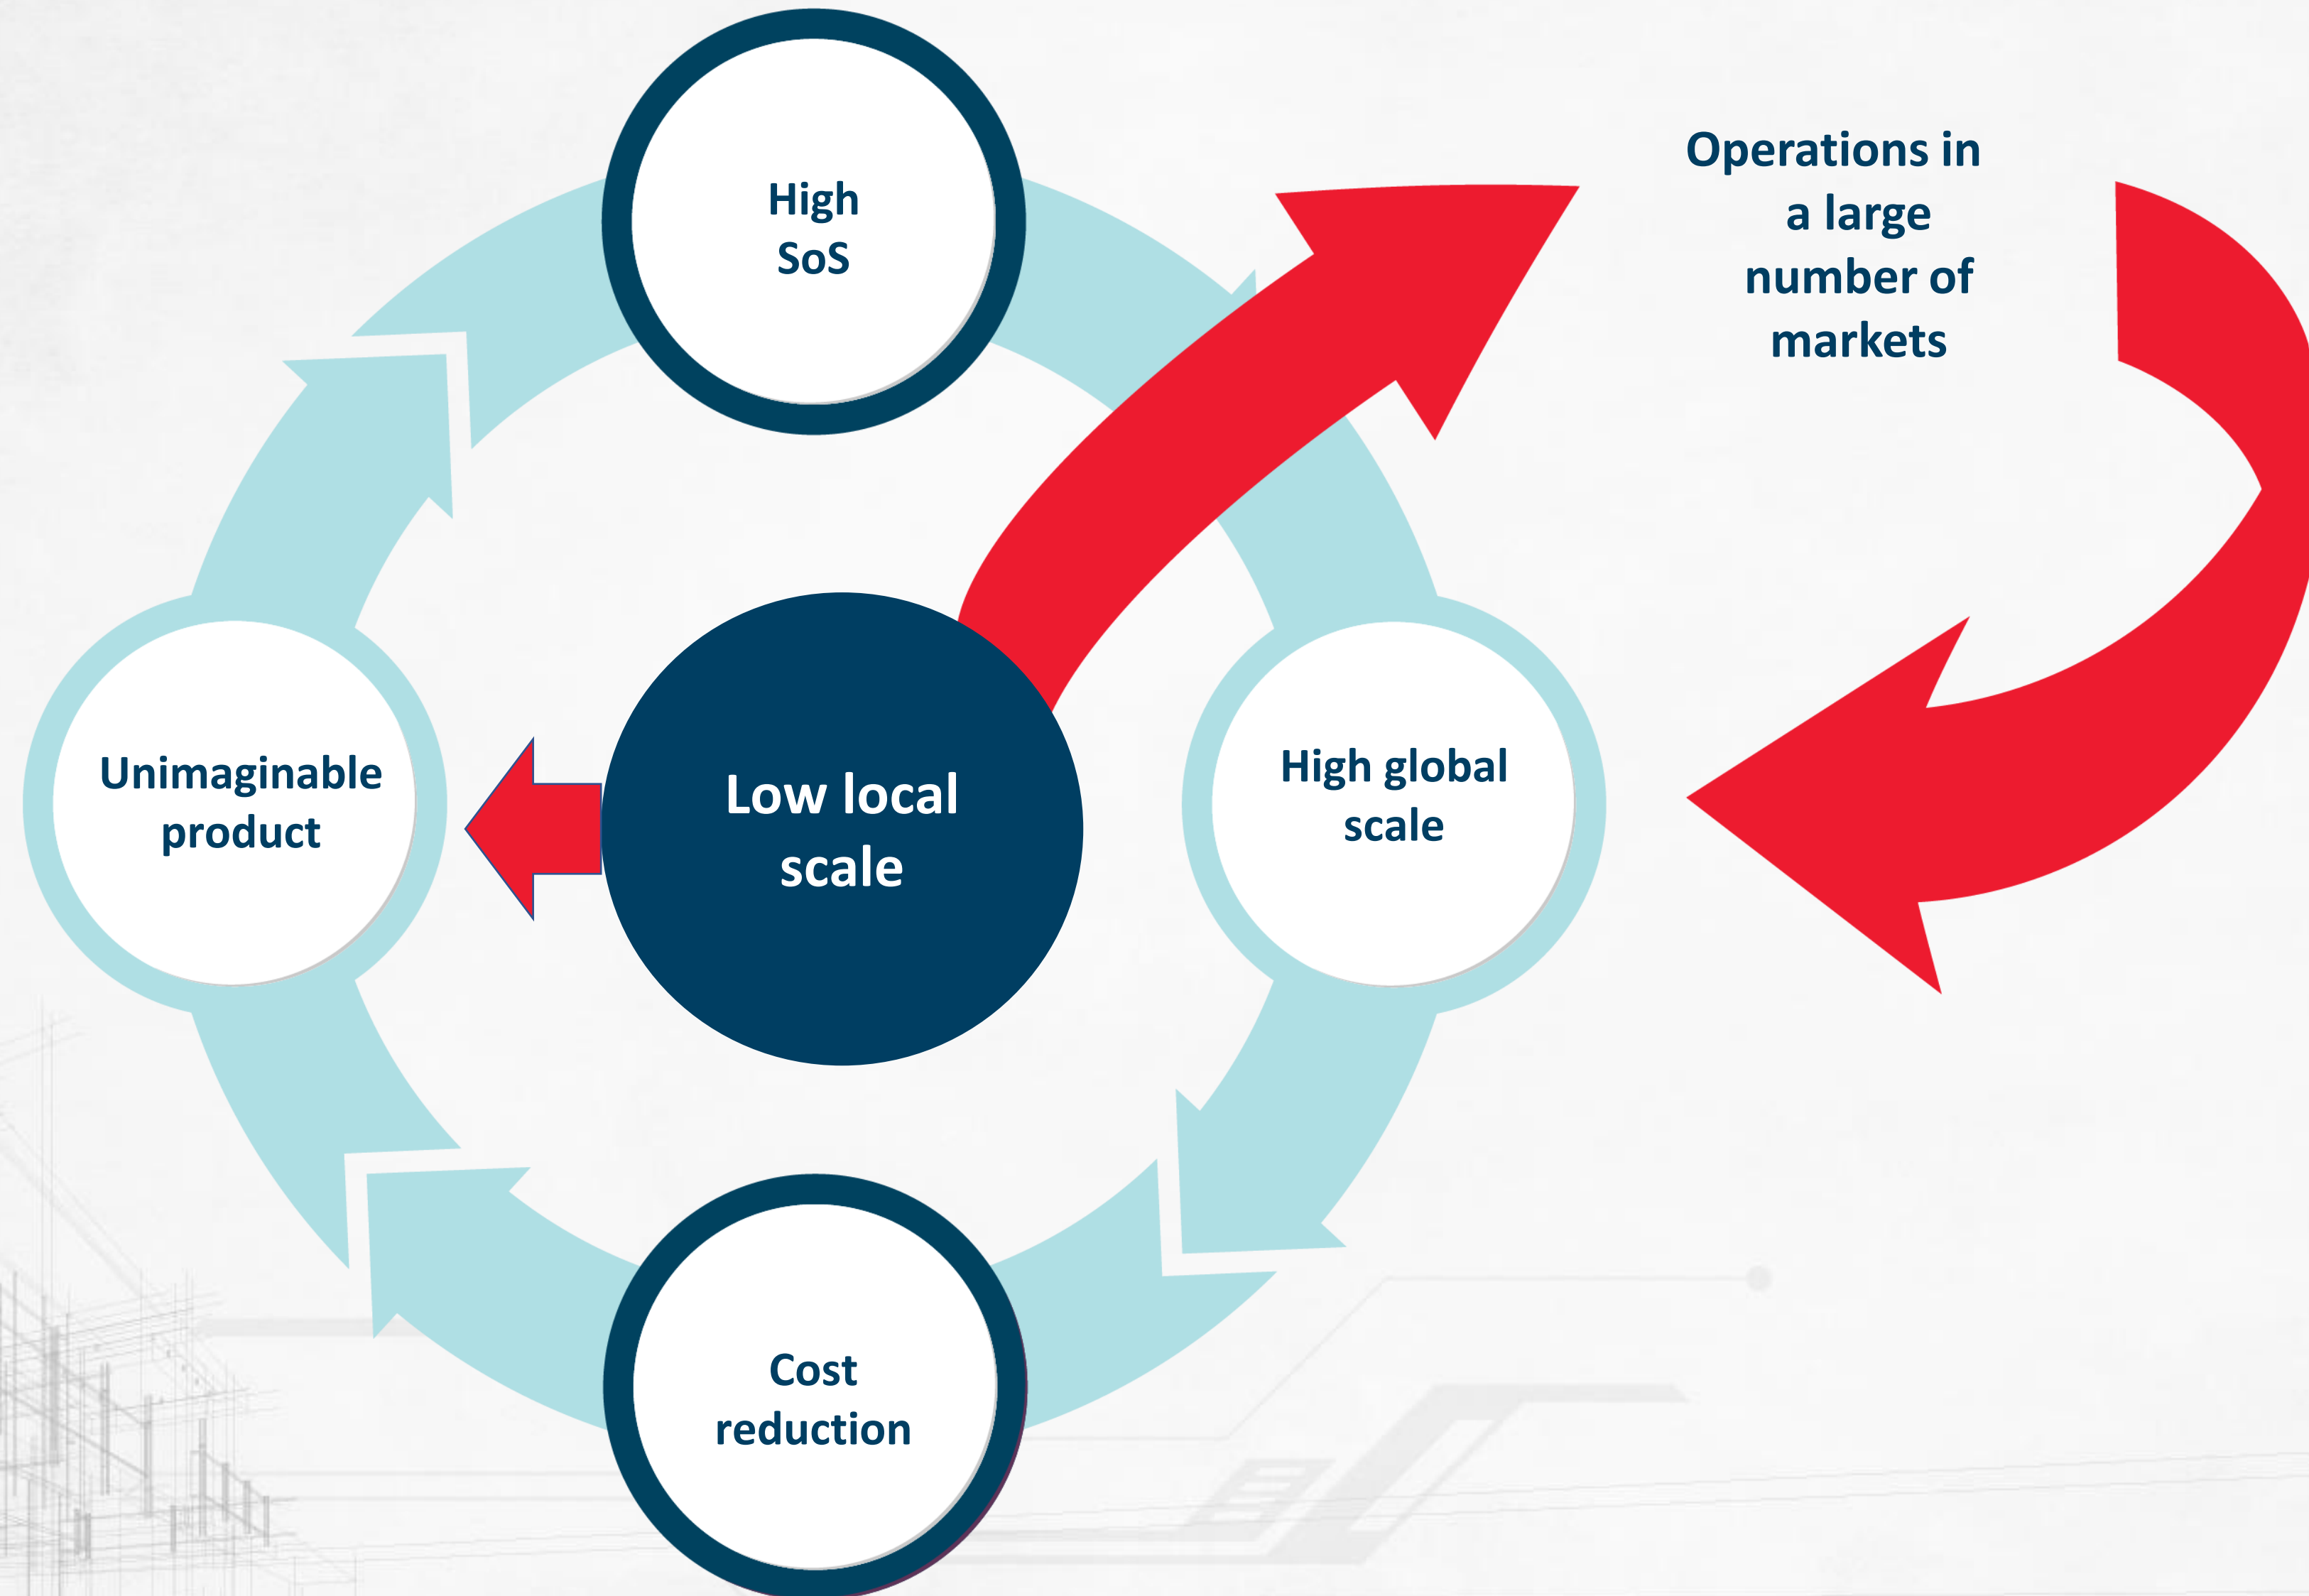 High
SoS
Operations in
a large
number of
markets
Unimaginable
product
Low local
scale
High global
scale
Cost
reduction